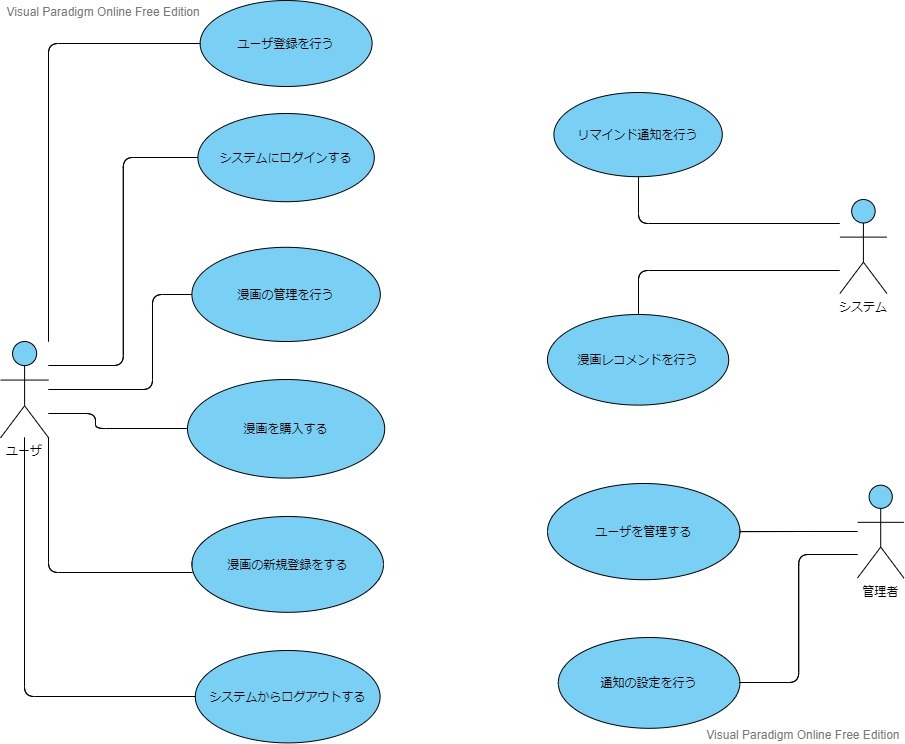 Visual Paradigm Online Free Edition
ユーザ登録を行う
システムにログインする
漫画の管理を行う
漫画を購入する
ユーザ
漫画の新規登録をする
システムからログアウトする
リマインド通知を行う
システム
漫画レコメンドを行う
ユーザを管理する
管理者
通知の設定を行う
Visual Paradigm Online Free Edition